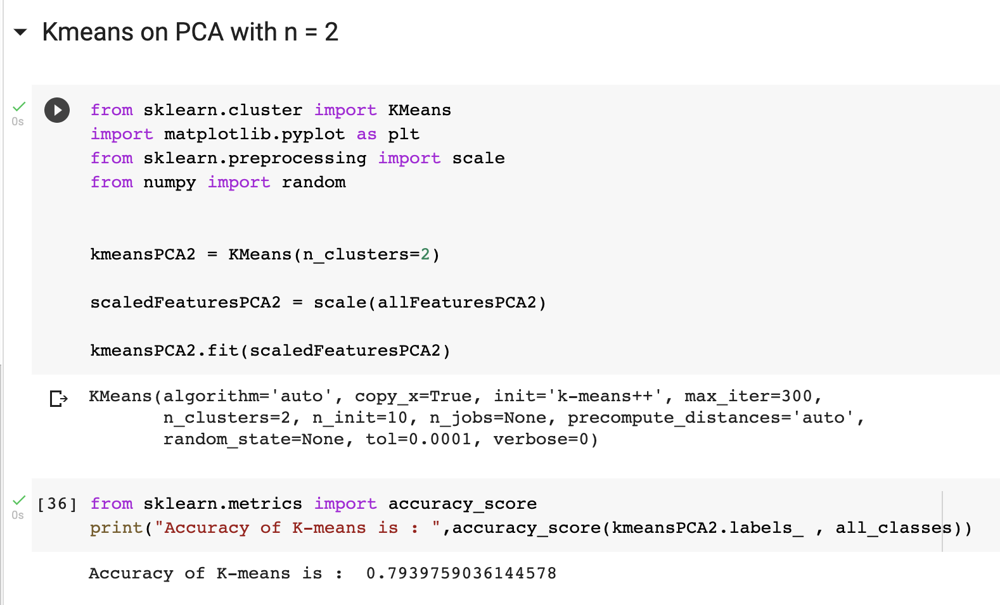 Kmeans on PCA with n = 2
0s
from sklearn.cluster import KMeans
import matplotlib.pyplot as plt
from sklearn.preprocessing import scale
from numpy import random
kmeansPCA2 = KMeans(n_clusters=2)
scaledFeaturesPCA2 = scale(allFeaturesPCA2)
kmeansPCA2.fit(scaledFeaturesPCA2)
KMeans(algorithm='auto', copy_x=True, init='k-means++', max_iter=300,
n_clusters=2, n_init=10, n_jobs=None, precompute_distances='auto',
random_state=None, tol=0.0001, verbose=0)
0s
[36] from sklearn.metrics import accuracy_score
print("Accuracy of K-means is : ",accuracy_score(kmeansPCA2.labels_ , all_classes))
Accuracy of K-means is :  0.7939759036144578